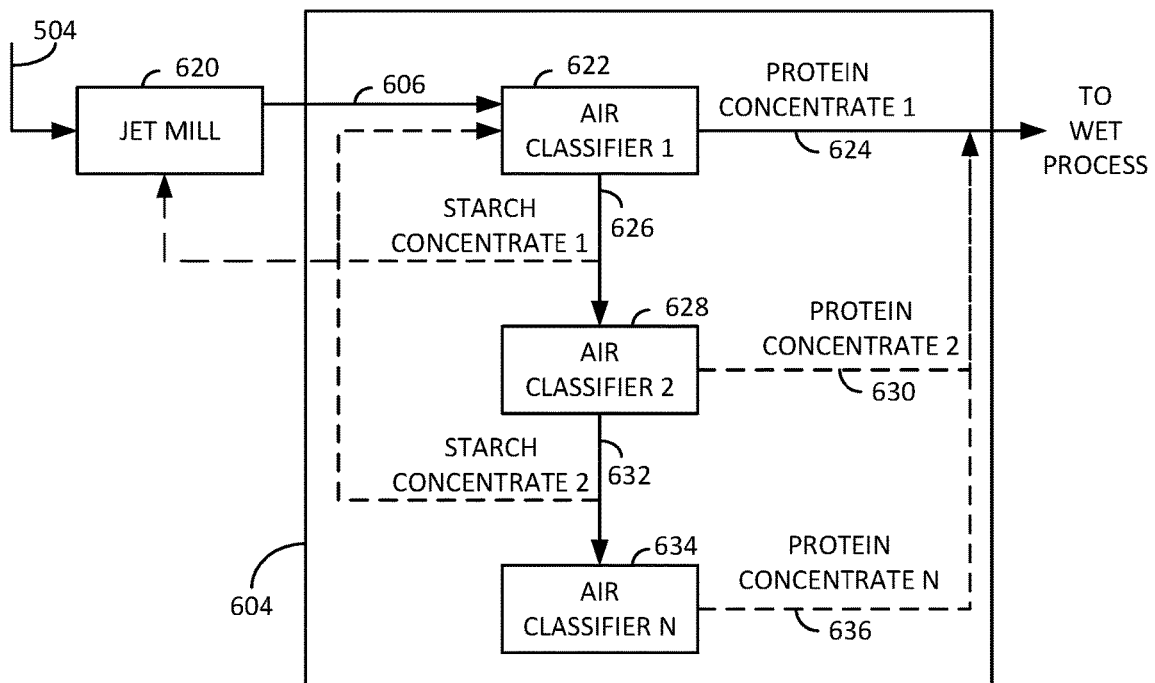 504
620
JET MILL
606
622
AIR
CLASSIFIER 1
PROTEIN
CONCENTRATE 1
624
TO
WET
PROCESS
STARCH
CONCENTRATE 1
626
628
AIR
CLASSIFIER 2
PROTEIN
CONCENTRATE 2
630
STARCH
CONCENTRATE 2
632
634
AIR
CLASSIFIER N
PROTEIN
CONCENTRATE N
636
604